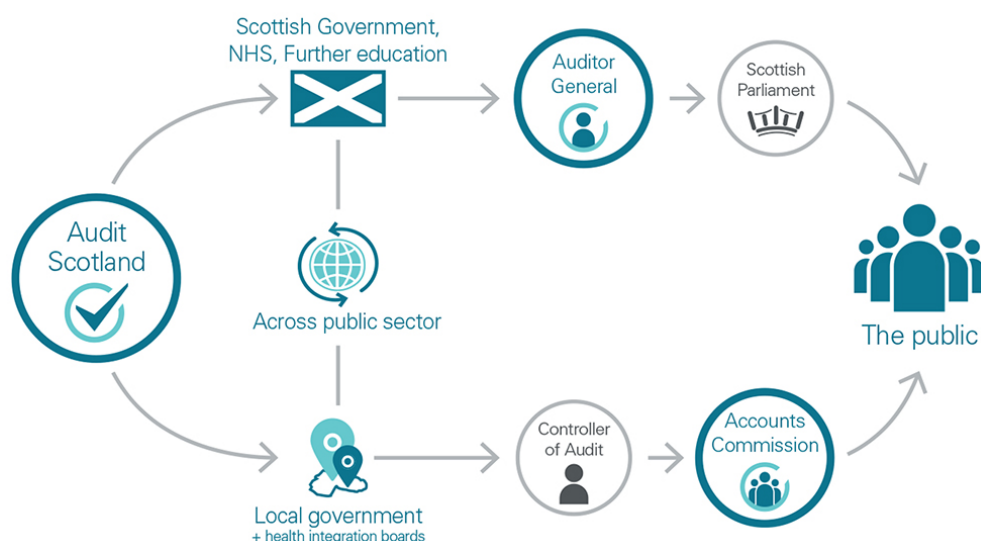 Scottish Government,
NHS, Further education
Auditor
General
Scottish
Parliament
Audit
Scotland
Across public sector
The public
Local government
+ health integration boards
Controller
of Audit
Accounts
Commission